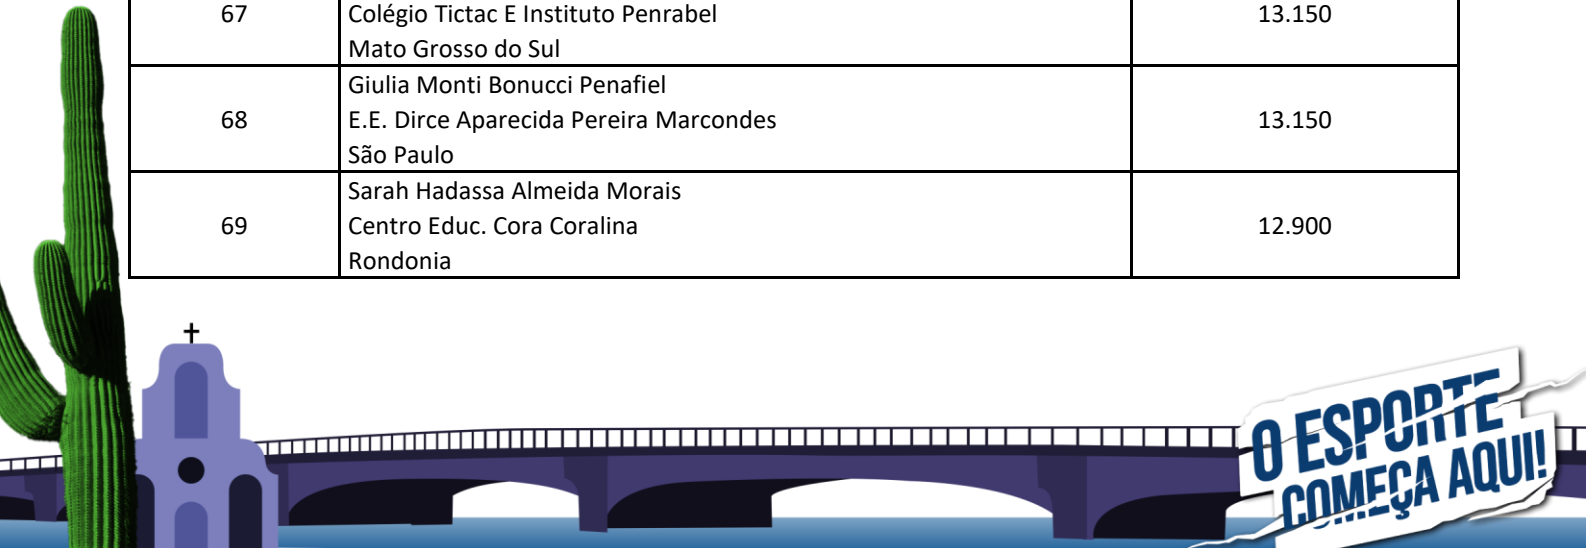 67
Colégio Tictac E Instituto Penrabel
Mato Grosso do Sul
13.150
68
Giulia Monti Bonucci Penafiel
E.E. Dirce Aparecida Pereira Marcondes
São Paulo
13.150
69
Sarah Hadassa Almeida Morais
Centro Educ. Cora Coralina
Rondonia
12.900
O ESPORTE
COMEÇA AQUI!